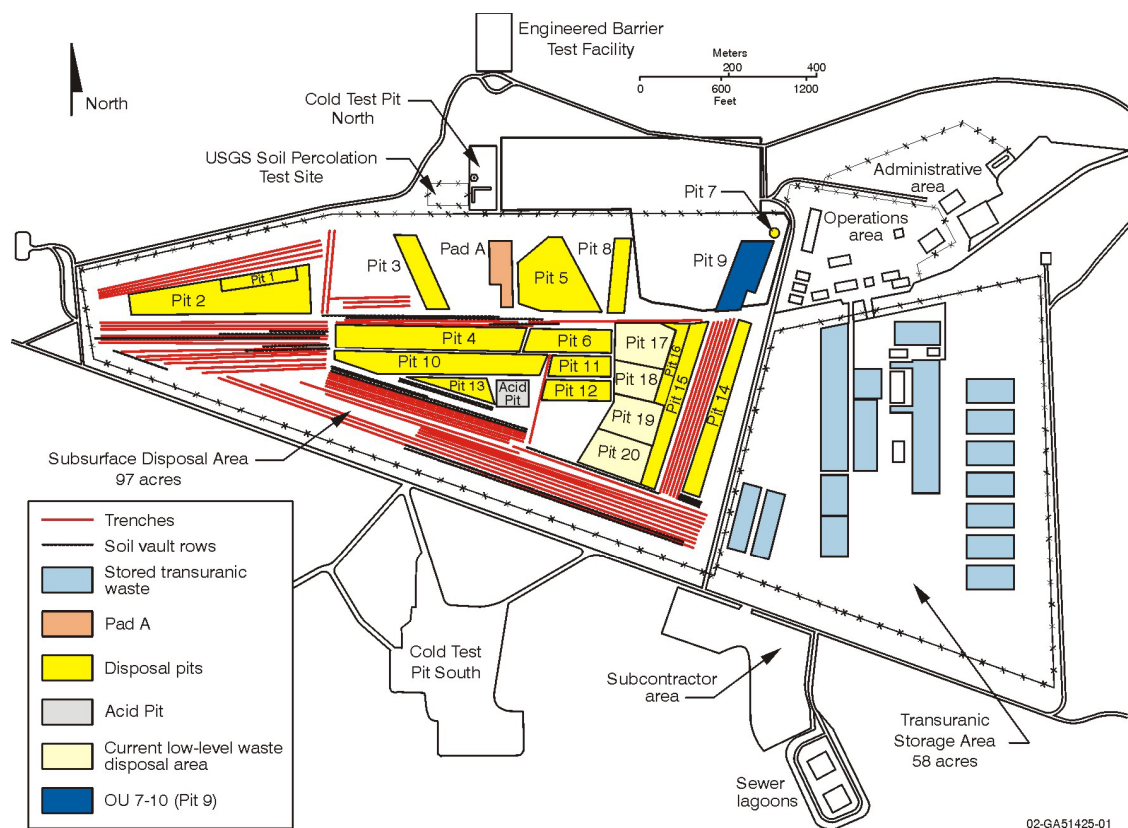 Engineered Barrier
Test Facility
Meters
200 400
0 600 1200
Feet
North
Cold Test Pit
North
USGS Soil Percolation
Test Site
Administrative
area
Pit 7
Operations
area
Pit 3
Pad A
Pit 5
Pit 8
Pit 9
Pit 1
Pit 2
Pit 4
Pit 6
Pit 17
Pit 16
Pit 10
Pit 11
Pit 18
Pit 15
Pit 14
Pit 13
Acid
Pit
Pit 12
Pit 19
Pit 20
Subsurface Disposal Area
97 acres
Trenches
Soil vault rows
Stored transuranic
waste
Pad A
Disposal pits
Acid Pit
Current low-level waste
disposal area
OU 7-10 (Pit 9)
Cold Test
Pit South
Subcontractor
area
Transuranic
Storage Area
58 acres
Sewer
lagoons
02-GA51425-01